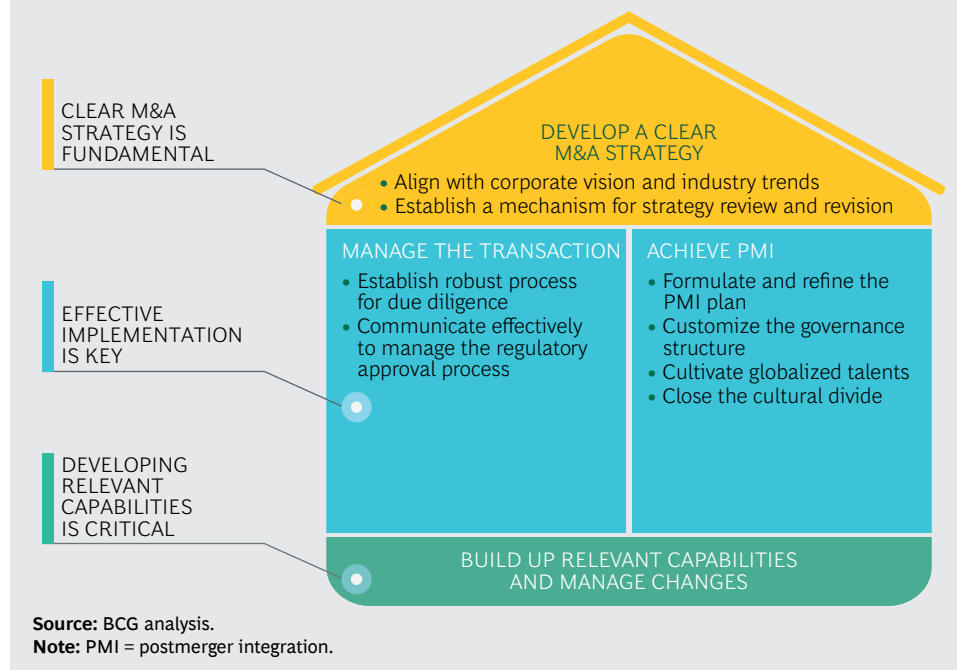 CLEAR M&A
STRATEGY IS
FUNDAMENTAL
DEVELOP A CLEAR
M&A STRATEGY
• Align with corporate vision and industry trends
• Establish a mechanism for strategy review and revision
EFFECTIVE
IMPLEMENTATION
IS KEY
MANAGE THE TRANSACTION
• Establish robust process
for due diligence
• Communicate effectively
to manage the regulatory
approval process
ACHIEVE PMI
• Formulate and refine the
PMI plan
• Customize the governance
structure
• Cultivate globalized talents
• Close the cultural divide
DEVELOPING
RELEVANT
CAPABILITIES
IS CRITICAL
BUILD UP RELEVANT CAPABILITIES
AND MANAGE CHANGES
Source: BCG analysis.
Note: PMI = postmerger integration.